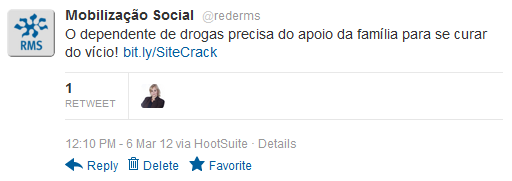 RMS
Mobilização Social @rederms
O dependente de drogas precisa do apoio da família para se curar
do vício! bit.ly/SiteCrack
1
RETWEET
12:10 PM - 6 Mar 12 via HootSuite · Details
Reply Delete Favorite